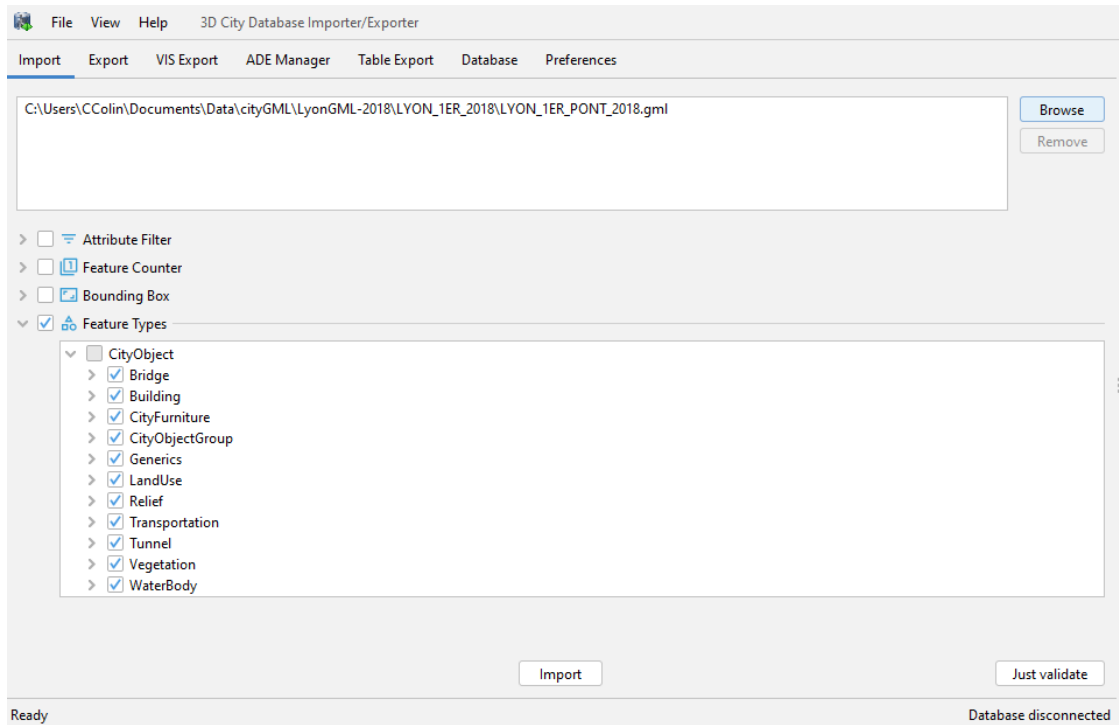 File View Help 3D City Database Importer/Exporter
Import Export VIS Export ADE Manager Table Export Database Preferences
C:\Users\CColin\Documents\Data\cityGML\LyonGML-2018\LYON_1ER_2018\LYON_1ER_PONT_2018.gml
Browse
Remove
Attribute Filter
1 Feature Counter
Bounding Box
Feature Types
CityObject
Bridge
Building
CityFurniture
CityObjectGroup
Generics
LandUse
Relief
Transportation
Tunnel
Vegetation
WaterBody
Import Just validate
Ready Database disconnected